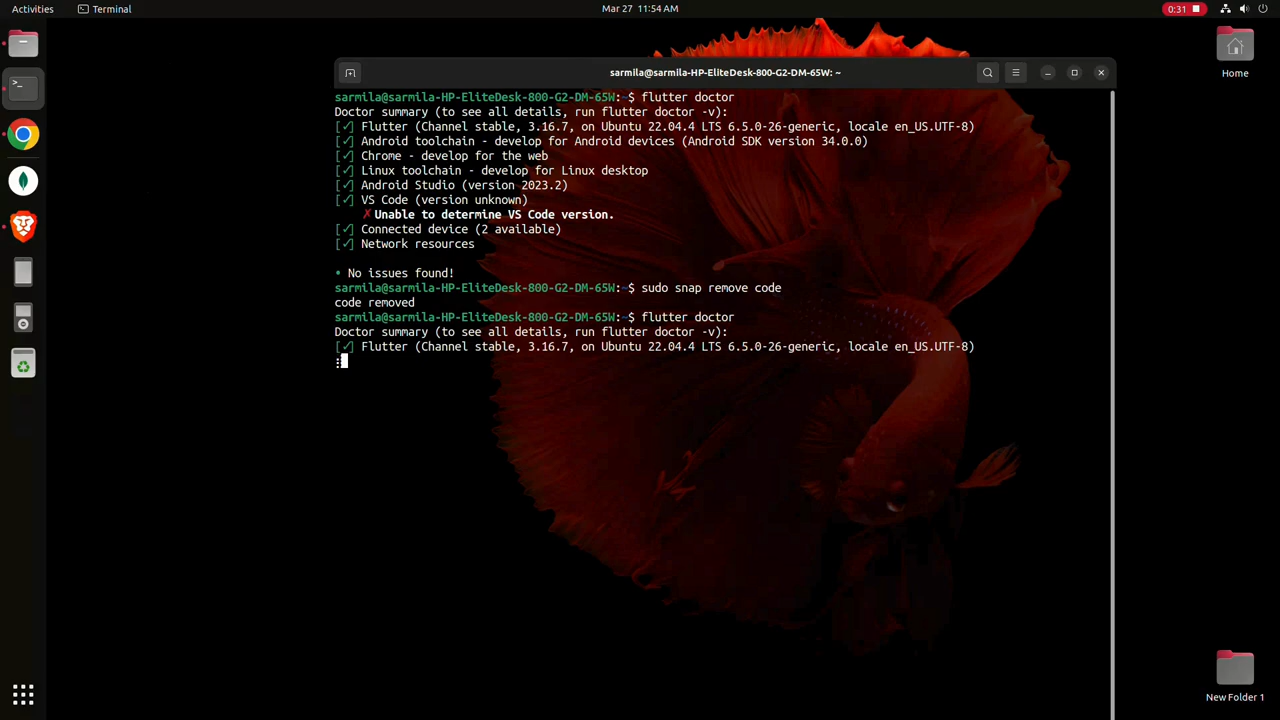 Activities
Terminal
Mar 27 11:54 AM
0:31
sarmila@sarmila-HP-EliteDesk-800-G2-DM-65W: ~
Home
sarmila@sarmila-HP-EliteDesk-800-G2-DM-65W:~$ flutter doctor
Doctor summary (to see all details, run flutter doctor -v):
[✓] Flutter (Channel stable, 3.16.7, on Ubuntu 22.04.4 LTS 6.5.0-26-generic, locale en_US.UTF-8)
[✓] Android toolchain - develop for Android devices (Android SDK version 34.0.0)
[✓] Chrome - develop for the web
[✓] Linux toolchain - develop for Linux desktop
[✓] Android Studio (version 2023.2)
[✓] VS Code (version unknown)
✗ Unable to determine VS Code version.
[✓] Connected device (2 available)
[✓] Network resources
• No issues found!
sarmila@sarmila-HP-EliteDesk-800-G2-DM-65W:~$ sudo snap remove code
code removed
sarmila@sarmila-HP-EliteDesk-800-G2-DM-65W:~$ flutter doctor
Doctor summary (to see all details, run flutter doctor -v):
[✓] Flutter (Channel stable, 3.16.7, on Ubuntu 22.04.4 LTS 6.5.0-26-generic, locale en_US.UTF-8)
New Folder 1